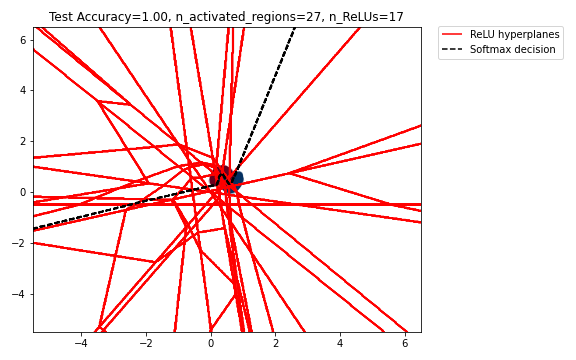 Test Accuracy=1.00, n_activated_regions=27, n_ReLUs=17
ReLU hyperplanes
Softmax decision
6
4
2
0
−2
−4
−4 −2 0 2 4 6